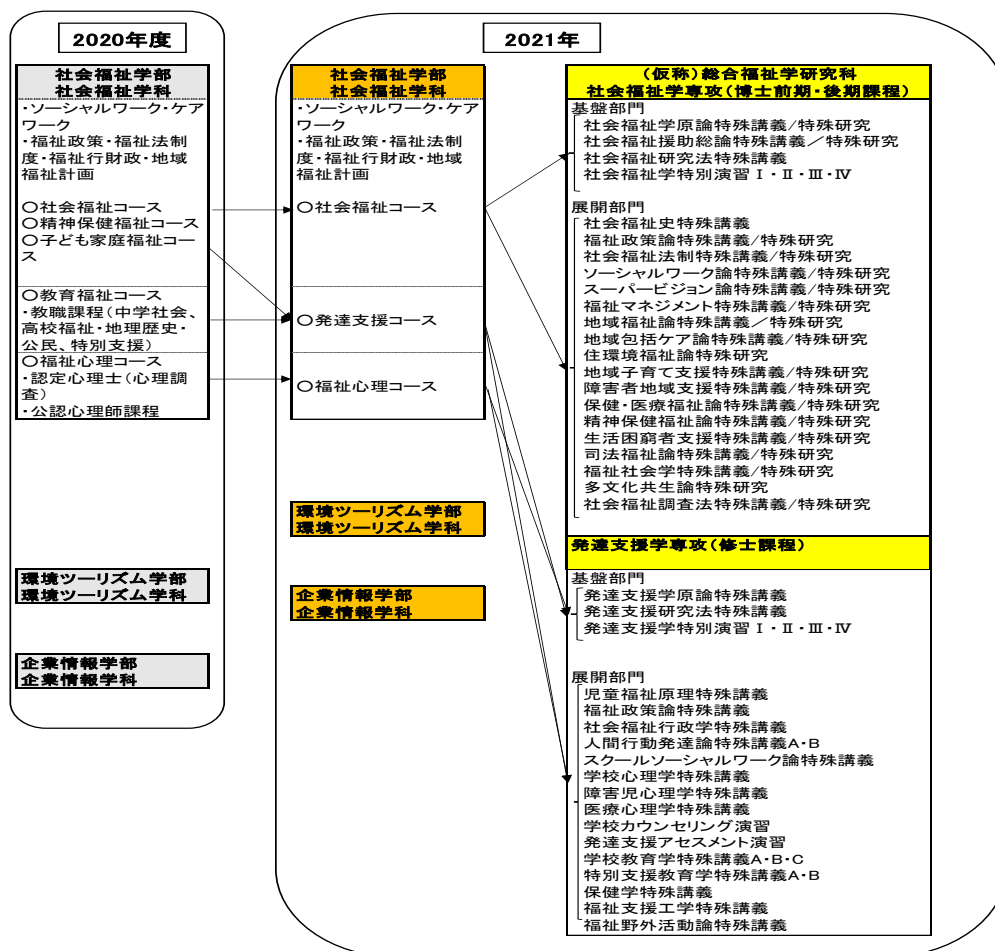 2020年度
社会福祉学部
社会福祉学科
・ソーシャルワーク・ケア
ワーク
・福祉政策・福祉法制
度・福祉行財政・地域
福祉計画
〇社会福祉コース
〇精神保健福祉コース
〇子ども家庭福祉コー
ス
〇教育福祉コース
・教職課程(中学社会、
高校福祉・地理歴史・
公民、特別支援)
〇福祉心理コース
・認定心理士(心理調
査)
・公認心理師課程
環境ツーリズム学部
環境ツーリズム学科
企業情報学部
企業情報学科
2021年
社会福祉学部
社会福祉学科
・ソーシャルワーク・ケア
ワーク
・福祉政策・福祉法制
度・福祉行財政・地域
福祉計画
〇社会福祉コース
〇発達支援コース
〇福祉心理コース
環境ツーリズム学部
環境ツーリズム学科
企業情報学部
企業情報学科
(仮称)総合福祉学研究科
社会福祉学専攻(博士前期・後期課程)
基盤部門
社会福祉学原論特殊講義/特殊研究
社会福祉援助総論特殊講義/特殊研究
社会福祉研究法特殊講義
社会福祉学特別演習Ⅰ・Ⅱ・Ⅲ・Ⅳ
展開部門
社会福祉史特殊講義
福祉政策論特殊講義/特殊研究
社会福祉法制特殊講義/特殊研究
ソーシャルワーク論特殊講義/特殊研究
スーパービジョン論特殊講義/特殊研究
福祉マネジメント特殊講義/特殊研究
地域福祉論特殊講義/特殊研究
地域包括ケア論特殊講義/特殊研究
住環境福祉論特殊研究
地域子育て支援特殊講義/特殊研究
障害者地域支援特殊講義/特殊研究
保健・医療福祉論特殊講義/特殊研究
精神保健福祉論特殊講義/特殊研究
生活困窮者支援特殊講義/特殊研究
司法福祉論特殊講義/特殊研究
福祉社会学特殊講義/特殊研究
多文化共生論特殊研究
社会福祉調査法特殊講義/特殊研究
発達支援学専攻(修士課程)
基盤部門
発達支援学原論特殊講義
発達支援研究法特殊講義
発達支援学特別演習Ⅰ・Ⅱ・Ⅲ・Ⅳ
展開部門
児童福祉原理特殊講義
福祉政策論特殊講義
社会福祉行政学特殊講義
人間行動発達論特殊講義A・B
スクールソーシャルワーク論特殊講義
学校心理学特殊講義
障害児心理学特殊講義
医療心理学特殊講義
学校カウンセリング演習
発達支援アセスメント演習
学校教育学特殊講義A・B・C
特別支援教育学特殊講義A・B
保健学特殊講義
福祉支援工学特殊講義
福祉野外活動論特殊講義